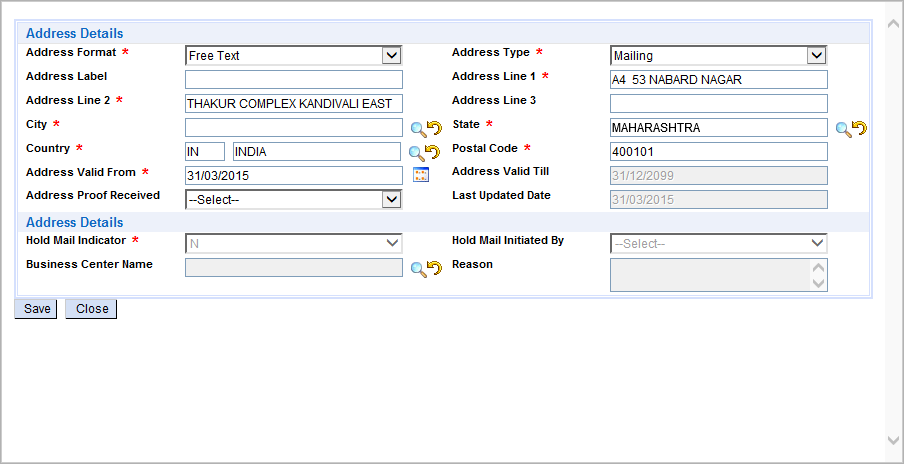 Address Details
Address Format * Free Text Address Type * Mailing
Address Label Address Line 1 * A4 53 NABARD NAGAR
Address Line 2 * THAKUR COMPLEX KANDIVALI EAST Address Line 3
City * State * MAHARASHTRA
Country * IN INDIA Postal Code * 400101
Address Valid From * 31/03/2015 Address Valid Till 31/12/2099
Address Proof Received --Select-- Last Updated Date 31/03/2015
Address Details
Hold Mail Indicator * N Hold Mail Initiated By --Select--
Business Center Name Reason
Save Close